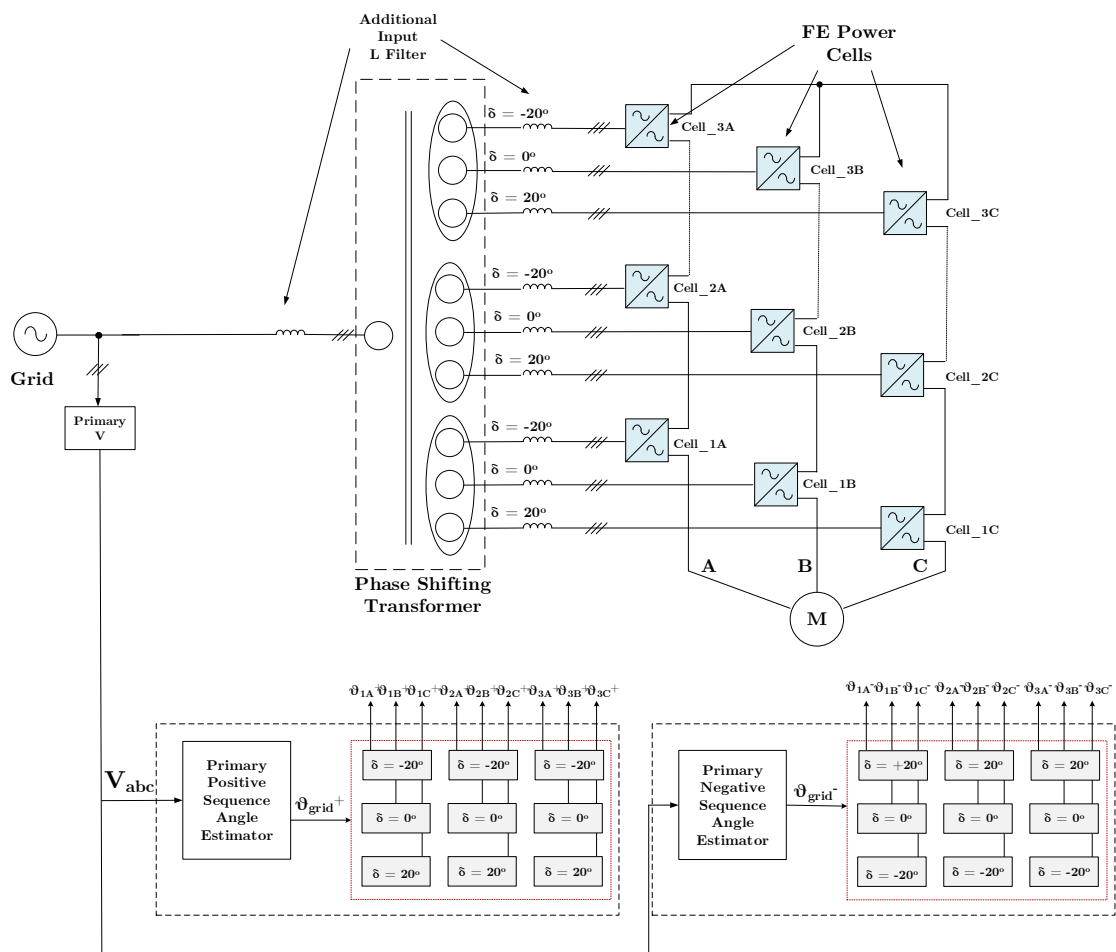 Additional
Input
L Filter
FE Power
Cells
δ = -20º
Cell_3A
δ = 0º
Cell_3B
δ = 20º
Cell_3C
δ = -20º
Cell_2A
δ = 0º
Cell_2B
δ = 20º
Cell_2C
Grid
Primary
V
δ = -20º
Cell_1A
δ = 0º
Cell_1B
δ = 20º
Cell_1C
Phase Shifting
Transformer
A
B
C
M
ϑ1A+ ϑ1B+ ϑ1C+ ϑ2A+ ϑ2B+ ϑ2C+ ϑ3A+ ϑ3B+ ϑ3C+
Vabc
Primary
Positive
Sequence
Angle
Estimator
ϑgrid+
δ = -20º δ = -20º δ = -20º
δ = 0º δ = 0º δ = 0º
δ = 20º δ = 20º δ = 20º
ϑ1A- ϑ1B- ϑ1C- ϑ2A- ϑ2B- ϑ2C- ϑ3A- ϑ3B- ϑ3C-
Primary
Negative
Sequence
Angle
Estimator
ϑgrid-
δ = +20º δ = 20º δ = 20º
δ = 0º δ = 0º δ = 0º
δ = -20º δ = -20º δ = -20º